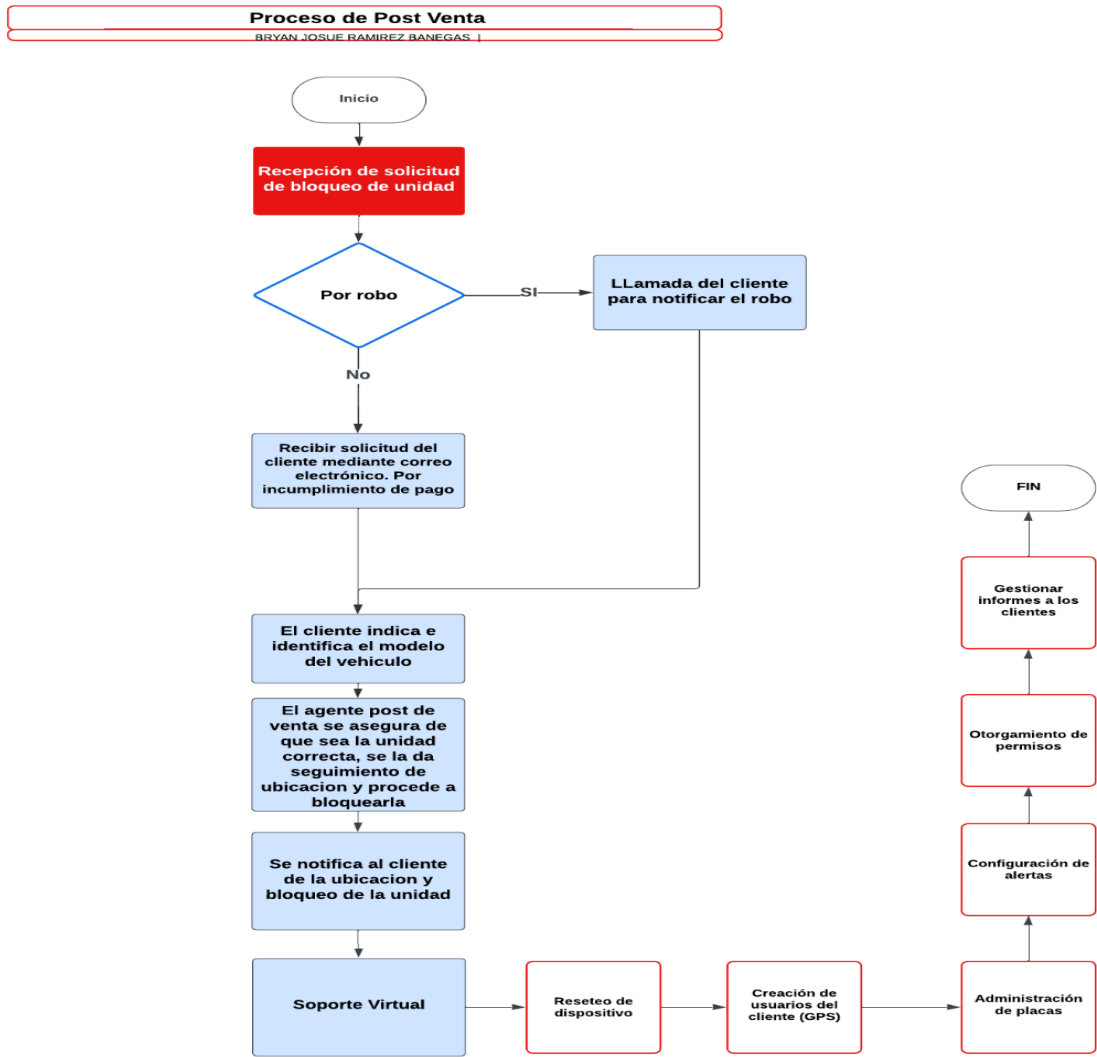 Proceso de Post Venta
BRYAN JOSUE RAMIREZ BANEGAS |
Inicio
Recepción de solicitud
de bloqueo de unidad
Por robo
SI
LLamada del cliente
para notificar el robo
No
Recibir solicitud del
cliente mediante correo
electrónico. Por
incumplimiento de pago
El cliente indica e
identifica el modelo
del vehiculo
El agente post de
venta se asegura de
que sea la unidad
correcta, se la da
seguimiento de
ubicacion y procede a
bloquearla
Se notifica al cliente
de la ubicacion y
bloqueo de la unidad
Soporte Virtual
Reseteo de
dispositivo
Creación de
usuarios del
cliente (GPS)
Administración
de placas
Configuración de
alertas
Otorgamiento de
permisos
Gestionar
informes a los
clientes
FIN